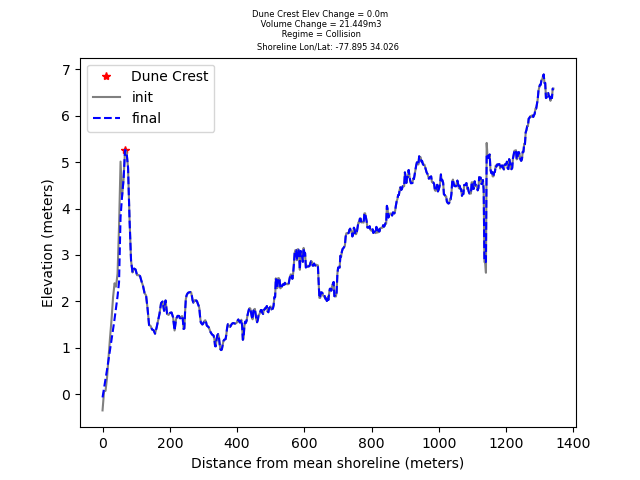 Dune Crest Elev Change = 0.0m
Volume Change = 21.449m3
Regime = Collision
Shoreline Lon/Lat: -77.895 34.026
Dune Crest
init
final
7
6
5
4
3
2
1
0
Elevation (meters)
0 200 400 600 800 1000 1200 1400
Distance from mean shoreline (meters)